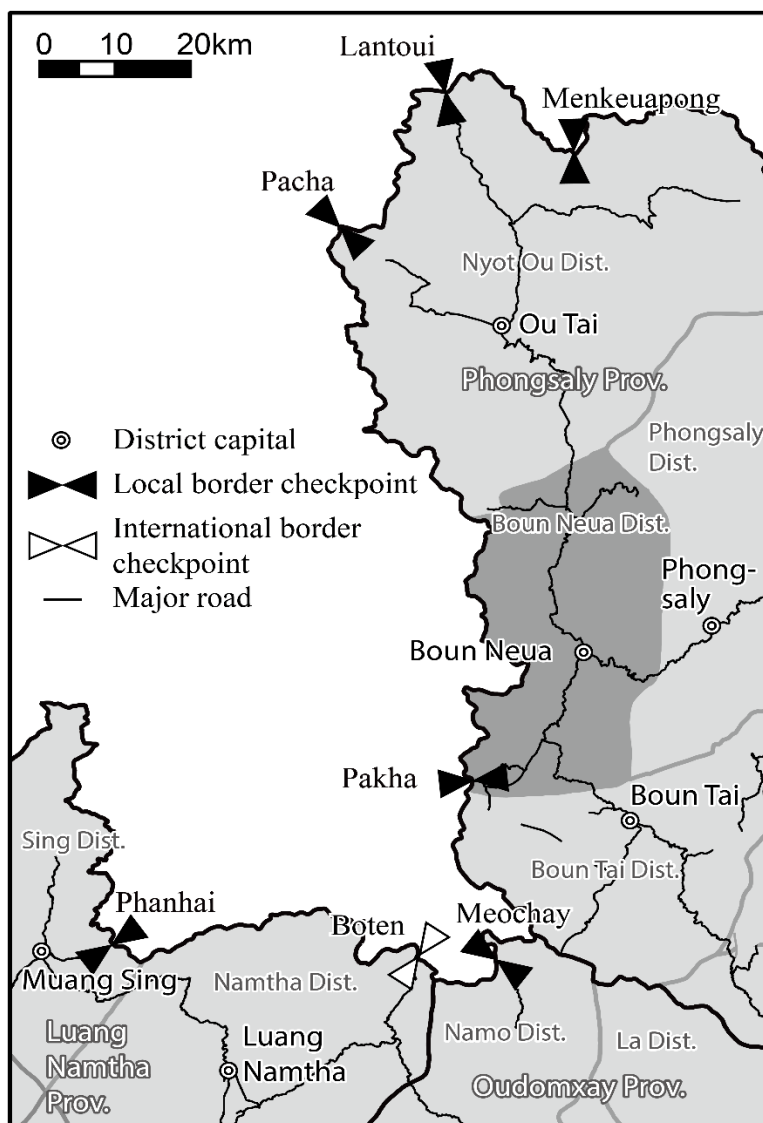 0 10 20km
Lantoui
Menkeuapong
Pacha
Nyot Ou Dist.
Ou Tai
Phongsaly Prov.
Phongsaly
Dist.
District capital
Local border checkpoint
International border
checkpoint
Major road
Boun Neua Dist.
Phong-
saly
Boun Neua
Pakha
Boun Tai
Sing Dist.
Boun Tai Dist.
Phanhai
Boten
Meochay
Muang Sing
Namtha Dist.
Luang
Namtha
Prov.
Luang
Namtha
Namo Dist.
La Dist.
Oudomxay Prov.